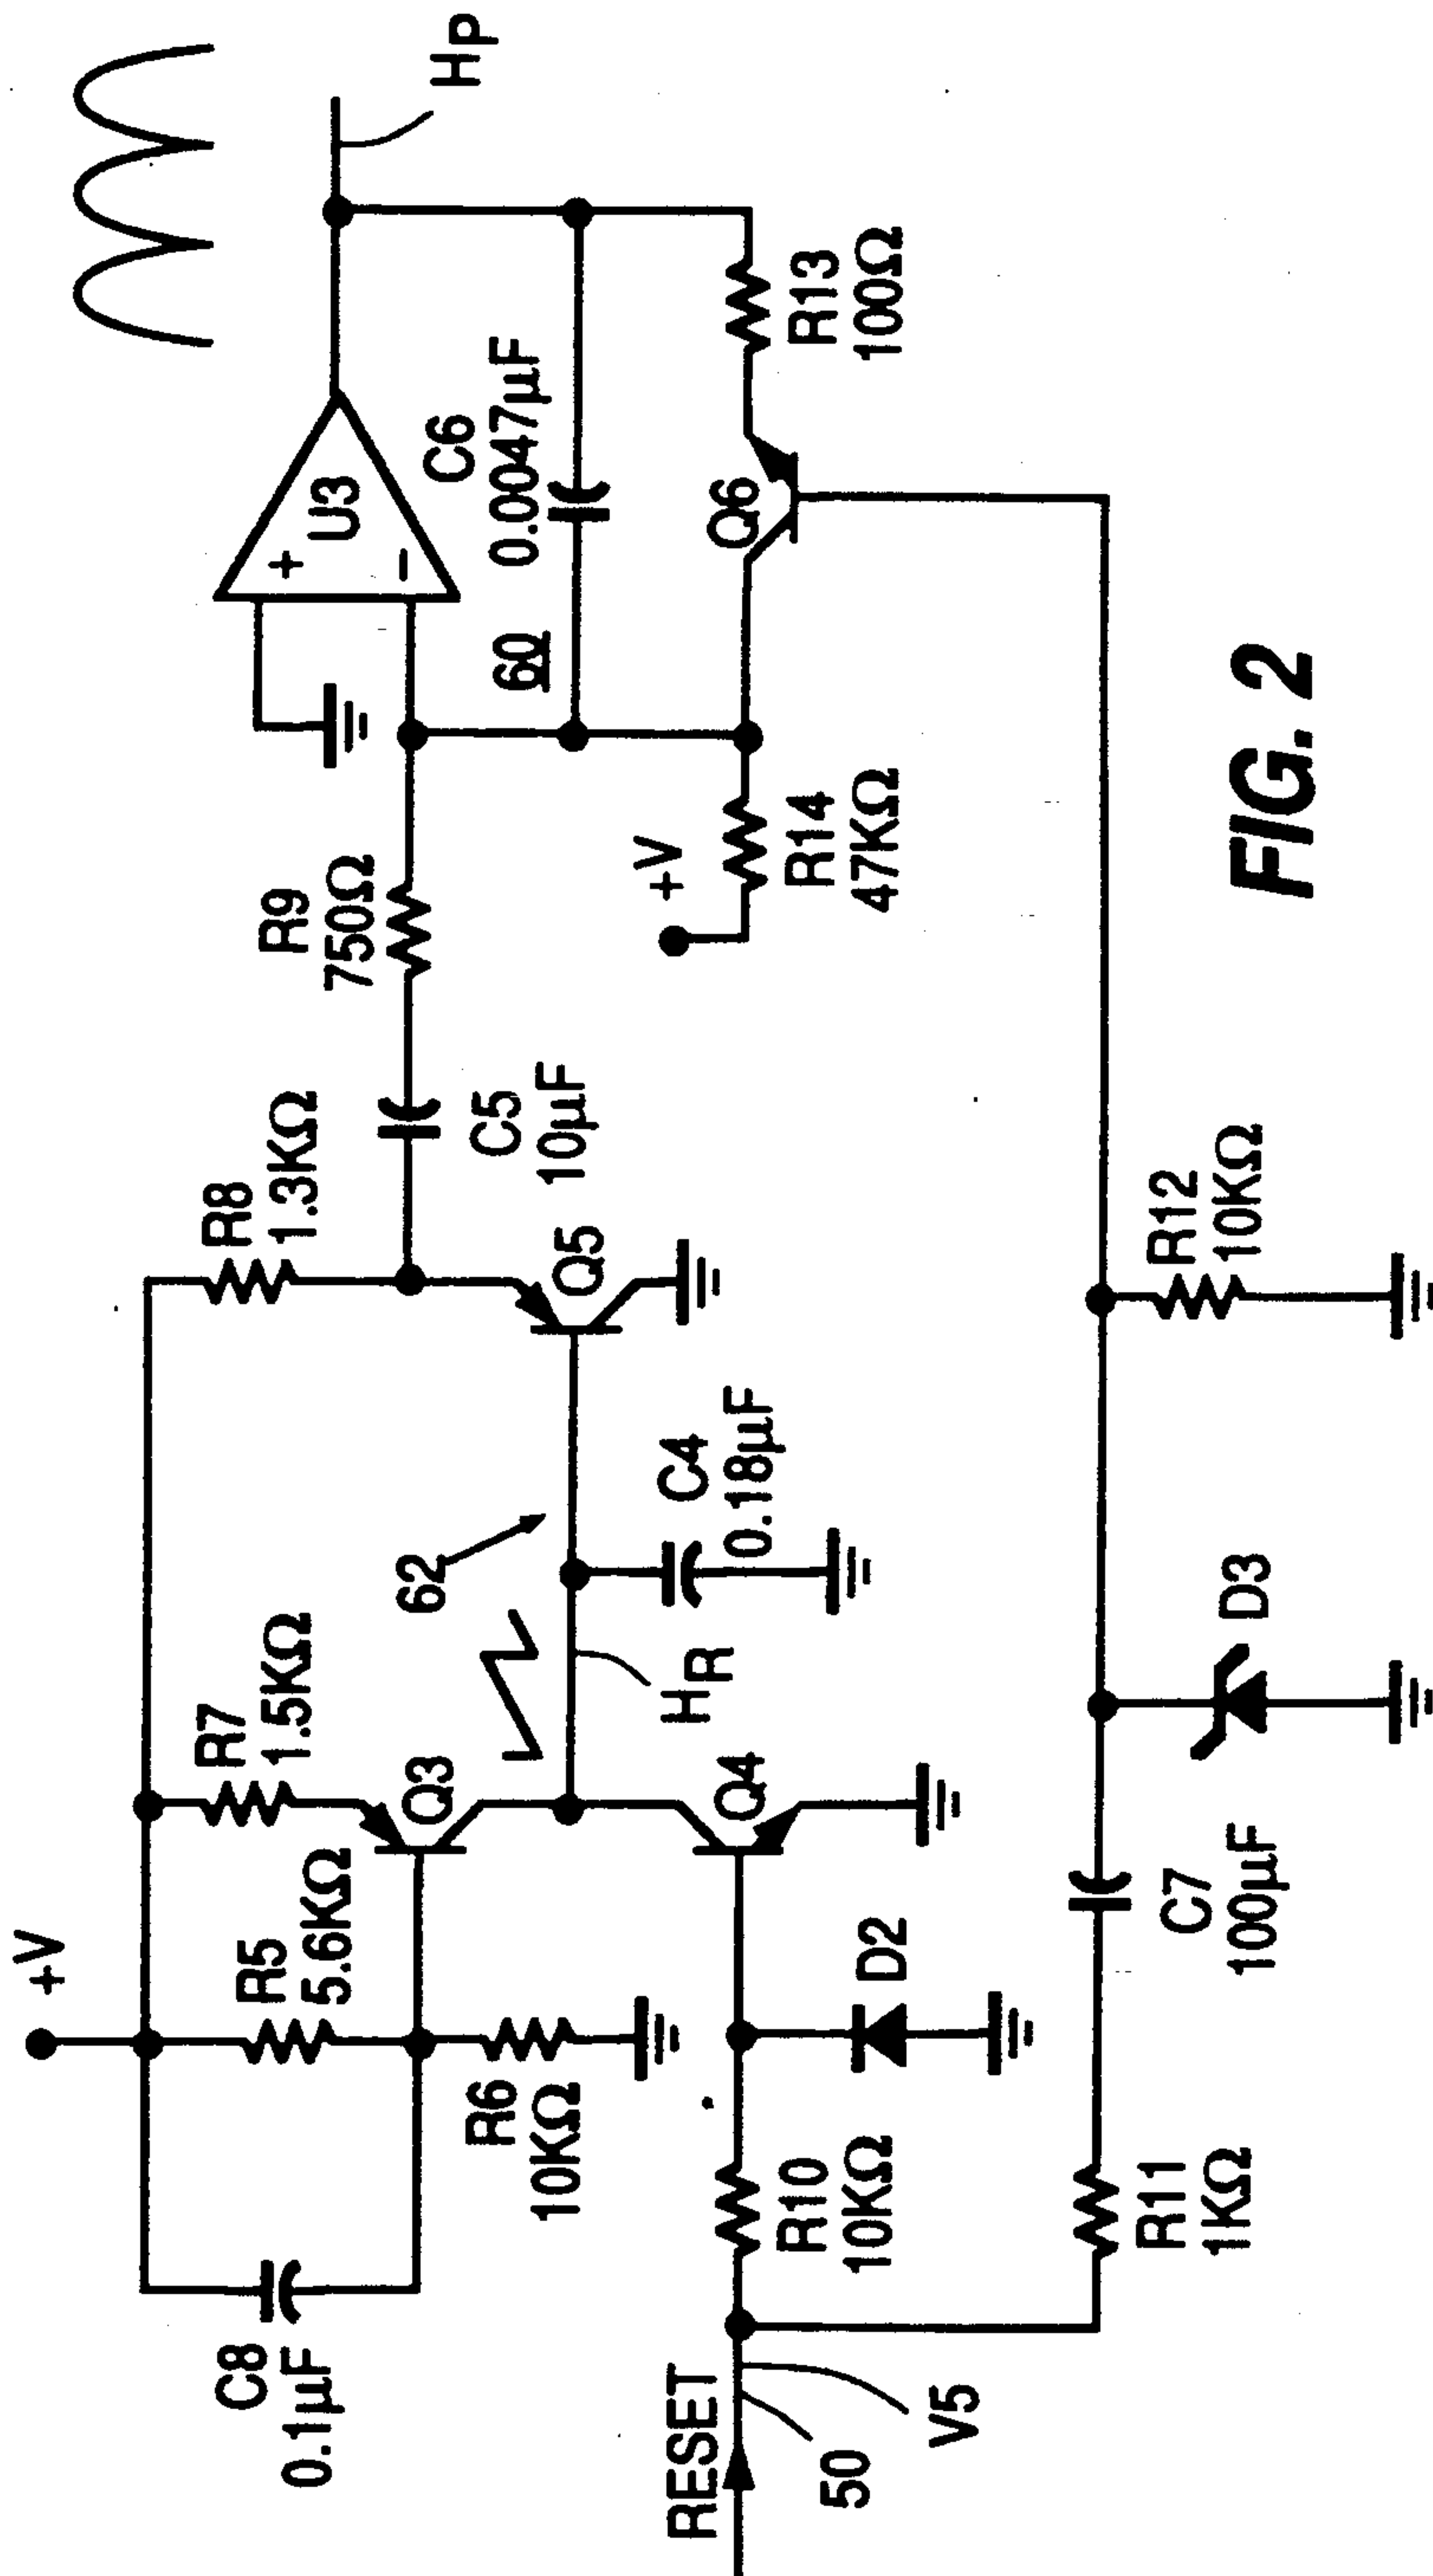 +V
C8
0.1μF
R5
5.6KΩ
R7
1.5KΩ
R8
1.3KΩ
R6
10KΩ
Q3
62
H_R
C4
0.18μF
Q5
C5
10μF
R9
750Ω
+
-
U3
H_P
60
C6
0.0047μF
+V
R14
47KΩ
Q6
R13
100Ω
RESET
50
V5
R10
10KΩ
D2
Q4
R11
1KΩ
C7
100μF
D3
R12
10KΩ
FIG. 2